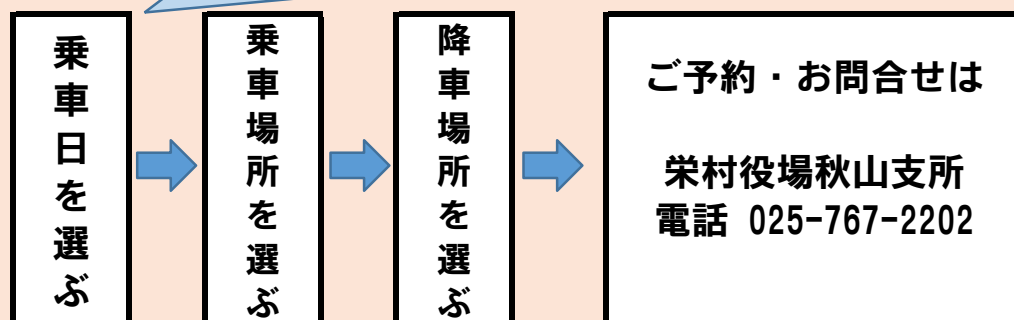 乗車日を選ぶ
乗車場所を選ぶ
降車場所を選ぶ
ご予約・お問合せは
栄村役場秋山支所
電話 025-767-2202